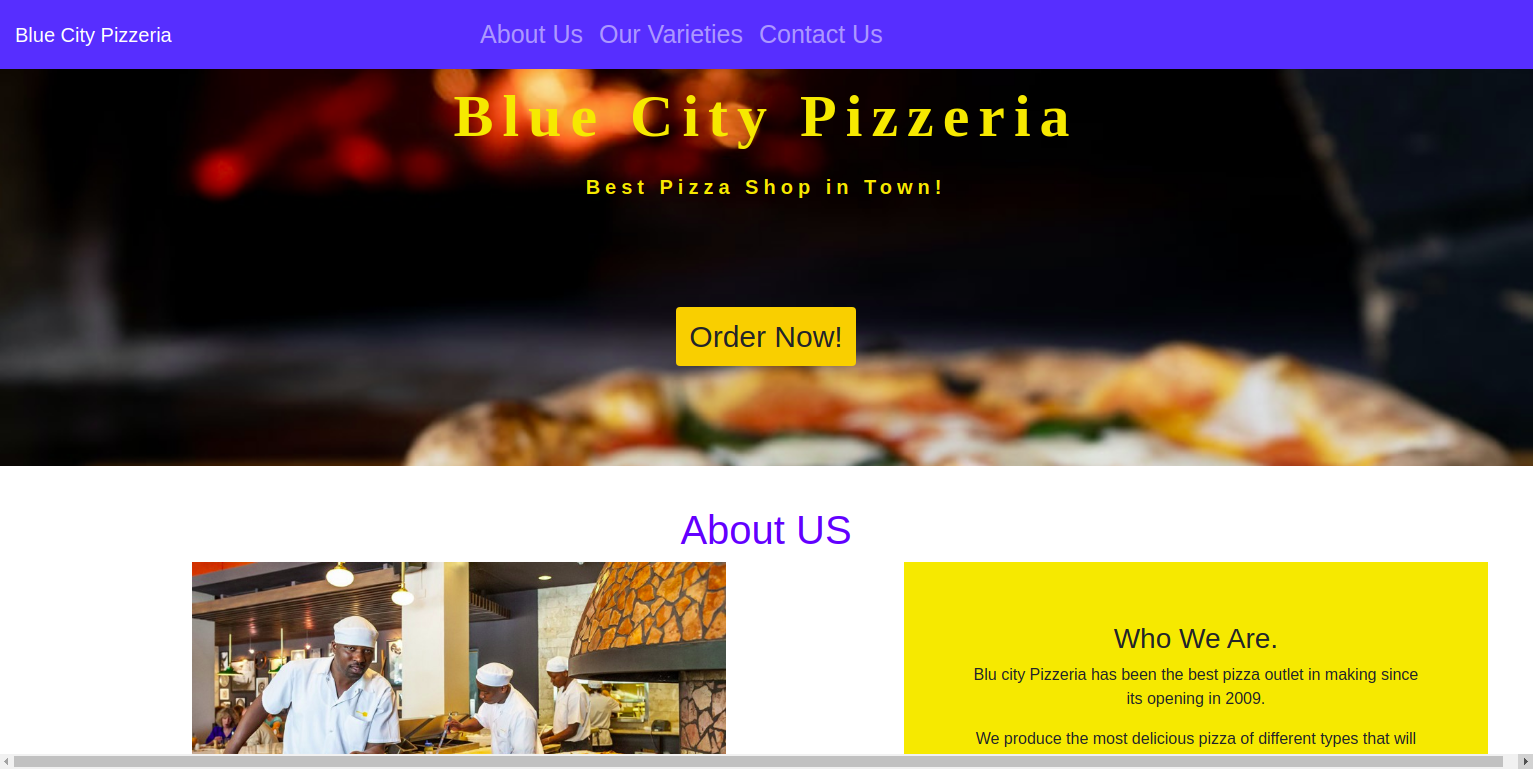 Blue City Pizzeria
About Us Our Varieties Contact Us
Blue City Pizzeria
Best Pizza Shop in Town!
Order Now!
About US
Who We Are.
Blu city Pizzeria has been the best pizza outlet in making since
its opening in 2009.
We produce the most delicious pizza of different types that will